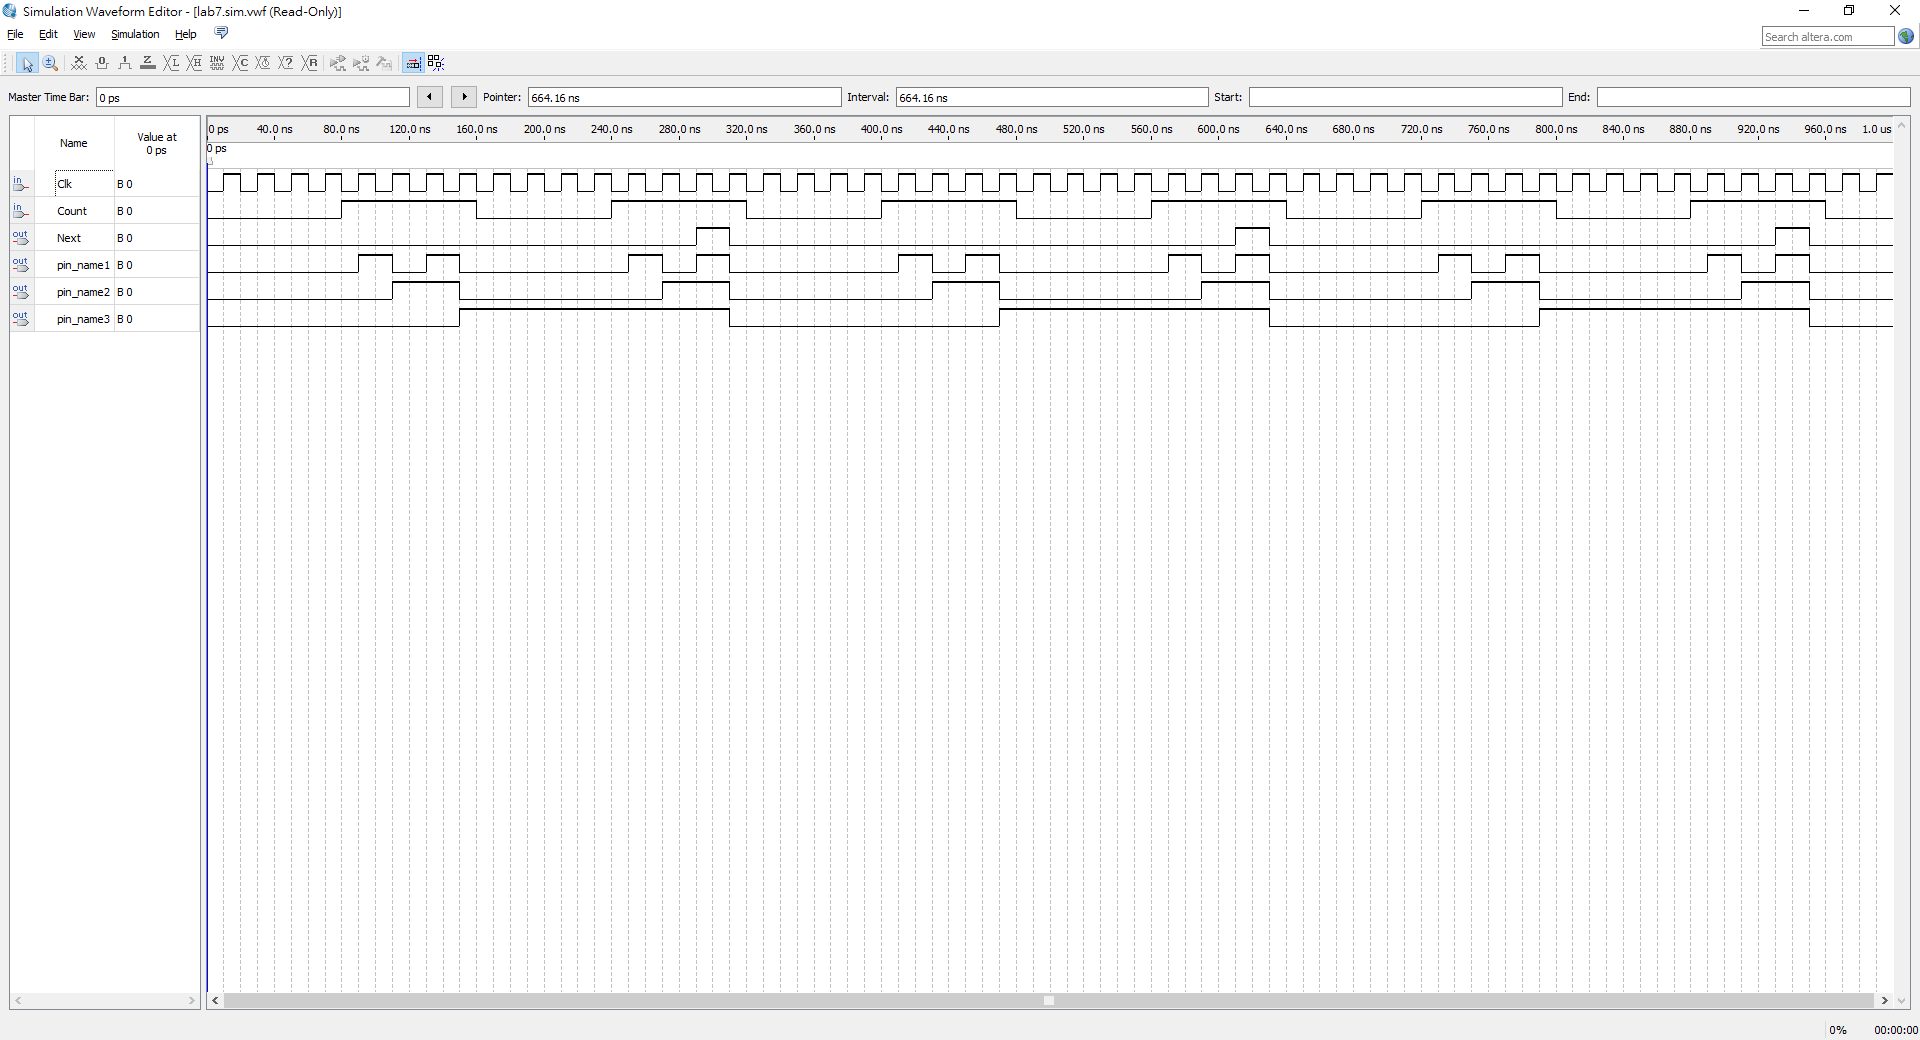 Simulation Waveform Editor - [lab7.sim.vwf (Read-Only)]
File Edit View Simulation Help
Search altera.com
Master Time Bar: 0 ps Pointer: 664.16 ns Interval: 664.16 ns Start: End:
Name Value at 0 ps
0 ps 40.0 ns 80.0 ns 120.0 ns 160.0 ns 200.0 ns 240.0 ns 280.0 ns 320.0 ns 360.0 ns 400.0 ns 440.0 ns 480.0 ns 520.0 ns 560.0 ns 600.0 ns 640.0 ns 680.0 ns 720.0 ns 760.0 ns 800.0 ns 840.0 ns 880.0 ns 920.0 ns 960.0 ns 1.0 us
0 ps
in Clk B 0
in Count B 0
out Next B 0
out pin_name1 B 0
out pin_name2 B 0
out pin_name3 B 0
0% 00:00:00